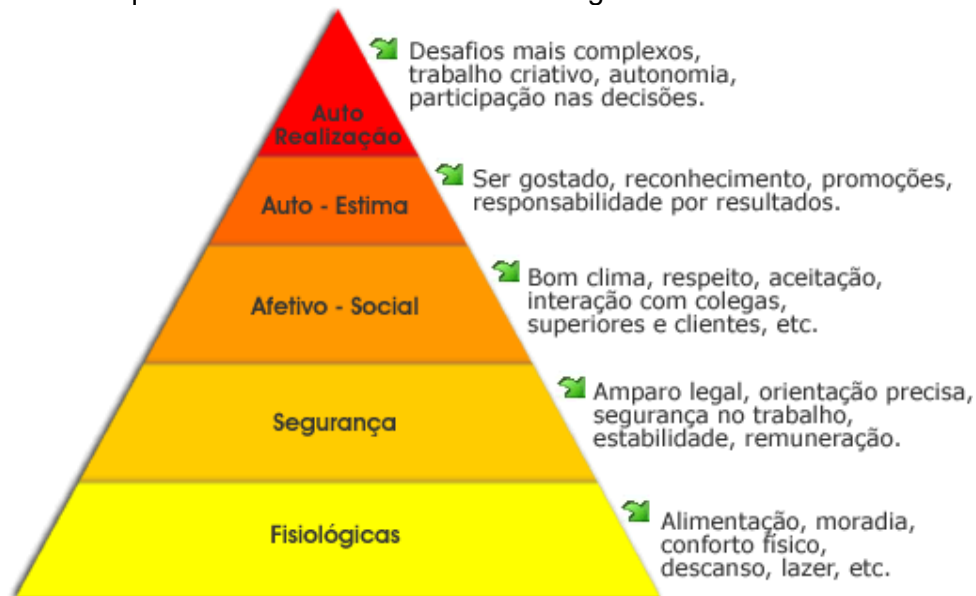 Desafios mais complexos,
trabalho criativo, autonomia,
participação nas decisões.
Auto
Realização
Ser gostado, reconhecimento, promoções,
responsabilidade por resultados.
Auto - Estima
Bom clima, respeito, aceitação,
interação com colegas,
superiores e clientes, etc.
Afetivo - Social
Amparo legal, orientação precisa,
segurança no trabalho,
estabilidade, remuneração.
Segurança
Alimentação, moradia,
conforto físico,
descanso, lazer, etc.
Fisiológicas